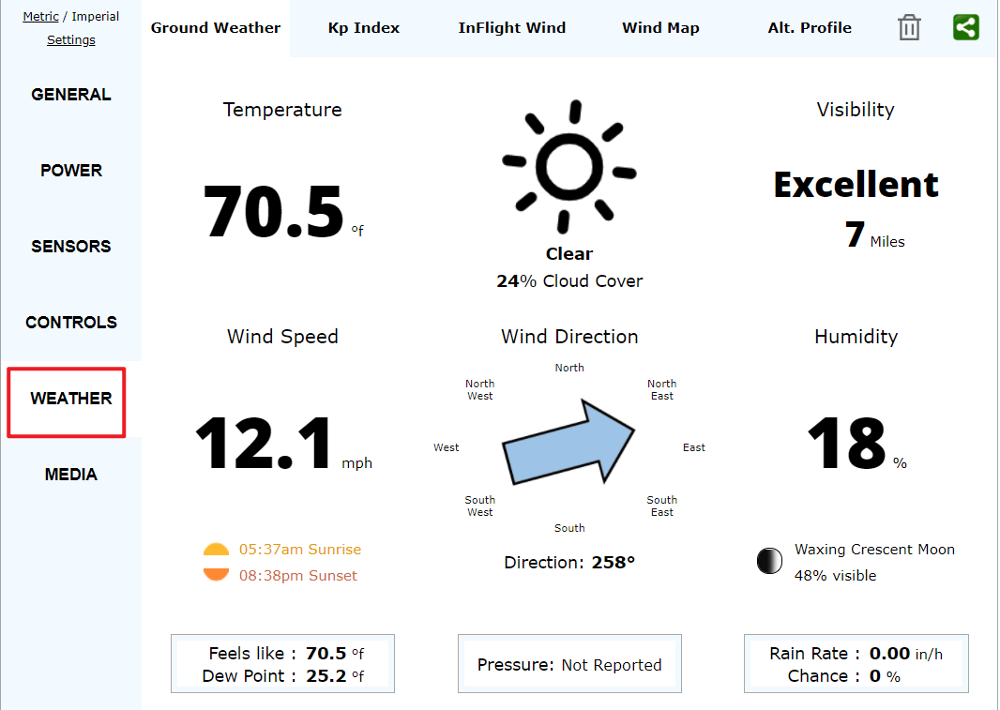 Metric / Imperial
Settings
GENERAL
POWER
SENSORS
CONTROLS
WEATHER
MEDIA
Ground Weather Kp Index InFlight Wind Wind Map Alt. Profile
Temperature
70.5 ºf
Clear
24% Cloud Cover
Visibility
Excellent
7 Miles
Wind Speed
12.1 mph
05:37am Sunrise
08:38pm Sunset
Wind Direction
North
North
West
North
East
West
East
South
West
South
East
South
Direction: 258°
Humidity
18 %
Waxing Crescent Moon
48% visible
Feels like : 70.5 ºf
Dew Point : 25.2 ºf
Pressure: Not Reported
Rain Rate : 0.00 in/h
Chance : 0 %